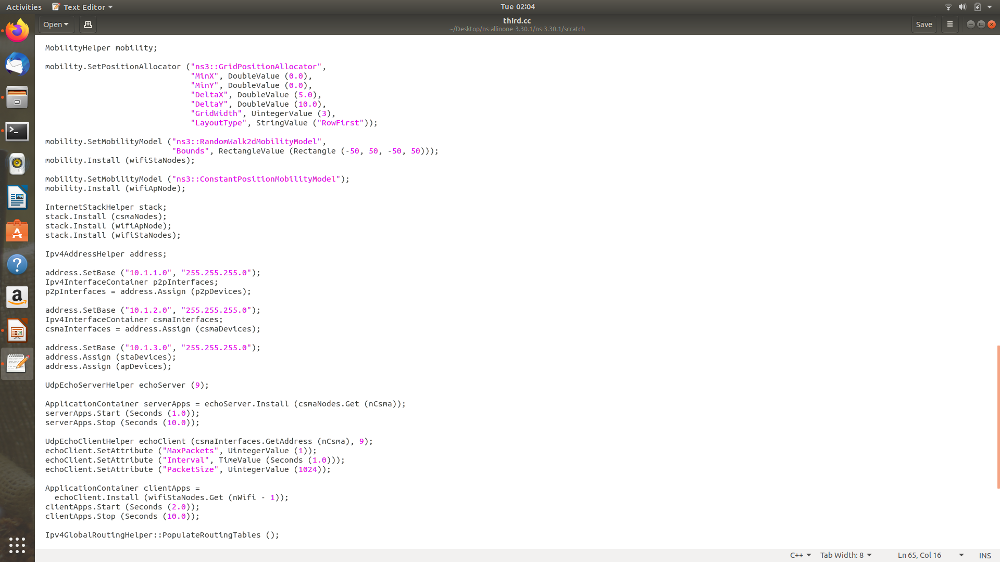 Activities
Text Editor
Tue 02:04
Open
third.cc
~/Desktop/ns-allinone-3.30.1/ns-3.30.1/scratch
Save
MobilityHelper mobility;
mobility.SetPositionAllocator ("ns3::GridPositionAllocator",
"MinX", DoubleValue (0.0),
"MinY", DoubleValue (0.0),
"DeltaX", DoubleValue (5.0),
"DeltaY", DoubleValue (10.0),
"GridWidth", UintegerValue (3),
"LayoutType", StringValue ("RowFirst"));
mobility.SetMobilityModel ("ns3::RandomWalk2dMobilityModel",
"Bounds", RectangleValue (Rectangle (-50, 50, -50, 50)));
mobility.Install (wifiStaNodes);
mobility.SetMobilityModel ("ns3::ConstantPositionMobilityModel");
mobility.Install (wifiApNode);
InternetStackHelper stack;
stack.Install (csmaNodes);
stack.Install (wifiApNode);
stack.Install (wifiStaNodes);
Ipv4AddressHelper address;
address.SetBase ("10.1.1.0", "255.255.255.0");
Ipv4InterfaceContainer p2pInterfaces;
p2pInterfaces = address.Assign (p2pDevices);
address.SetBase ("10.1.2.0", "255.255.255.0");
Ipv4InterfaceContainer csmaInterfaces;
csmaInterfaces = address.Assign (csmaDevices);
address.SetBase ("10.1.3.0", "255.255.255.0");
address.Assign (staDevices);
address.Assign (apDevices);
UdpEchoServerHelper echoServer (9);
ApplicationContainer serverApps = echoServer.Install (csmaNodes.Get (nCsma));
serverApps.Start (Seconds (1.0));
serverApps.Stop (Seconds (10.0));
UdpEchoClientHelper echoClient (csmaInterfaces.GetAddress (nCsma), 9);
echoClient.SetAttribute ("MaxPackets", UintegerValue (1));
echoClient.SetAttribute ("Interval", TimeValue (Seconds (1.0)));
echoClient.SetAttribute ("PacketSize", UintegerValue (1024));
ApplicationContainer clientApps =
echoClient.Install (wifiStaNodes.Get (nWifi - 1));
clientApps.Start (Seconds (2.0));
clientApps.Stop (Seconds (10.0));
Ipv4GlobalRoutingHelper::PopulateRoutingTables ();
C++
Tab Width: 8
Ln 65, Col 16
INS